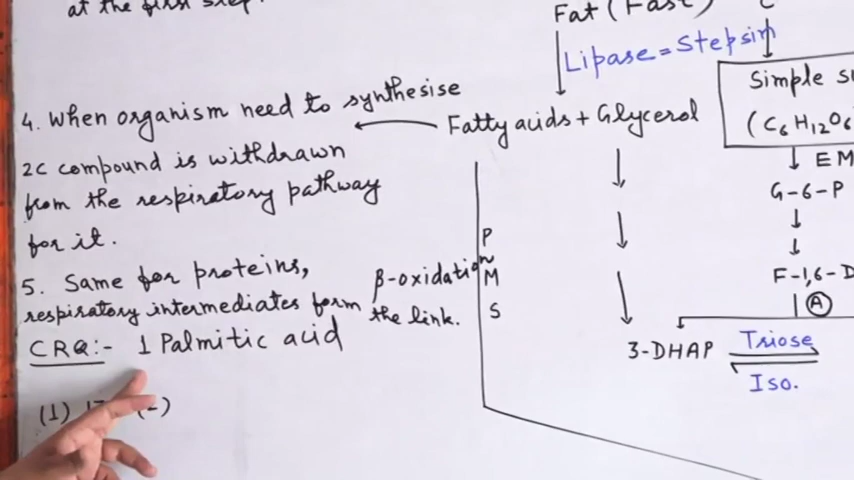 at the first step.
4. When organism need to synthesise
2C compound is withdrawn
from the respiratory pathway
for it.
5. Same for proteins,
respiratory intermediates form
the link.
CRQ:- 1 Palmitic acid
(1)
Fat (Fast)
Lipase = Stepsin
Fatty acids + Glycerol
β-oxidation
P
M
S
3-DHAP
Triose
Iso.
Simple
(C6H12O6
EM
G-6-P
F-1,6-D
A